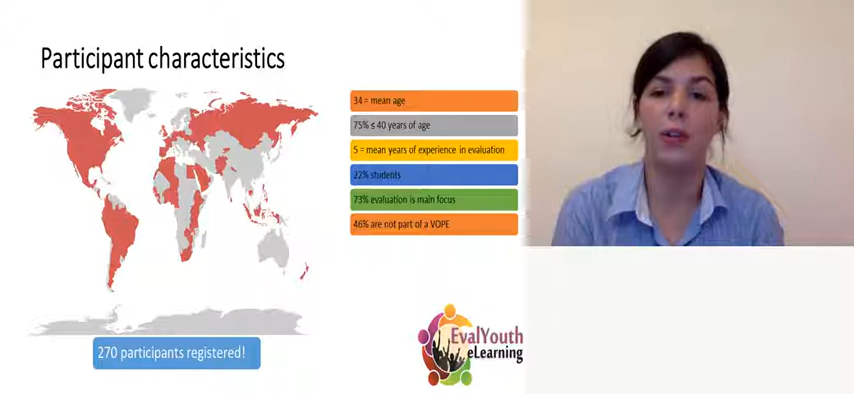 Participant characteristics
34 = mean age
75% ≤ 40 years of age
5 = mean years of experience in evaluation
22% students
73% evaluation is main focus
46% are not part of a VOPE
270 participants registered!
EvalYouth
eLearning